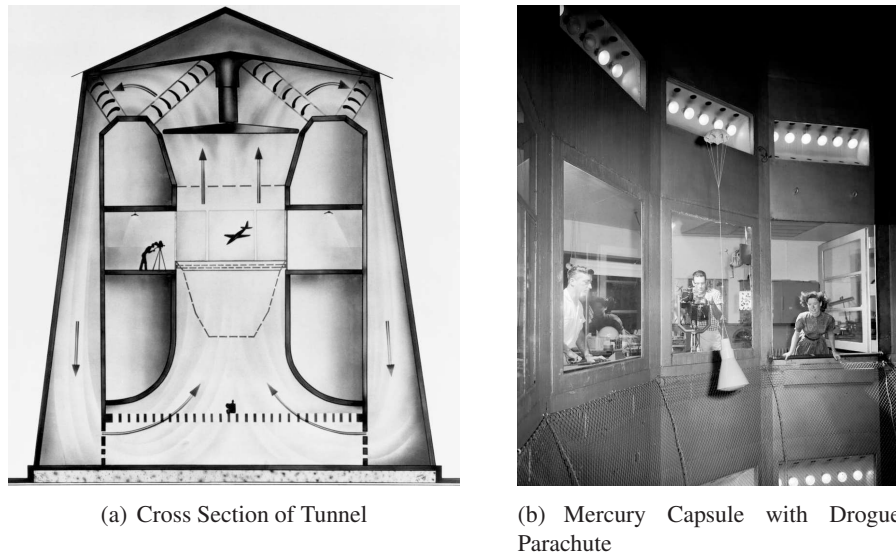 (a) Cross Section of Tunnel
(b) Mercury Capsule with Drogue
Parachute